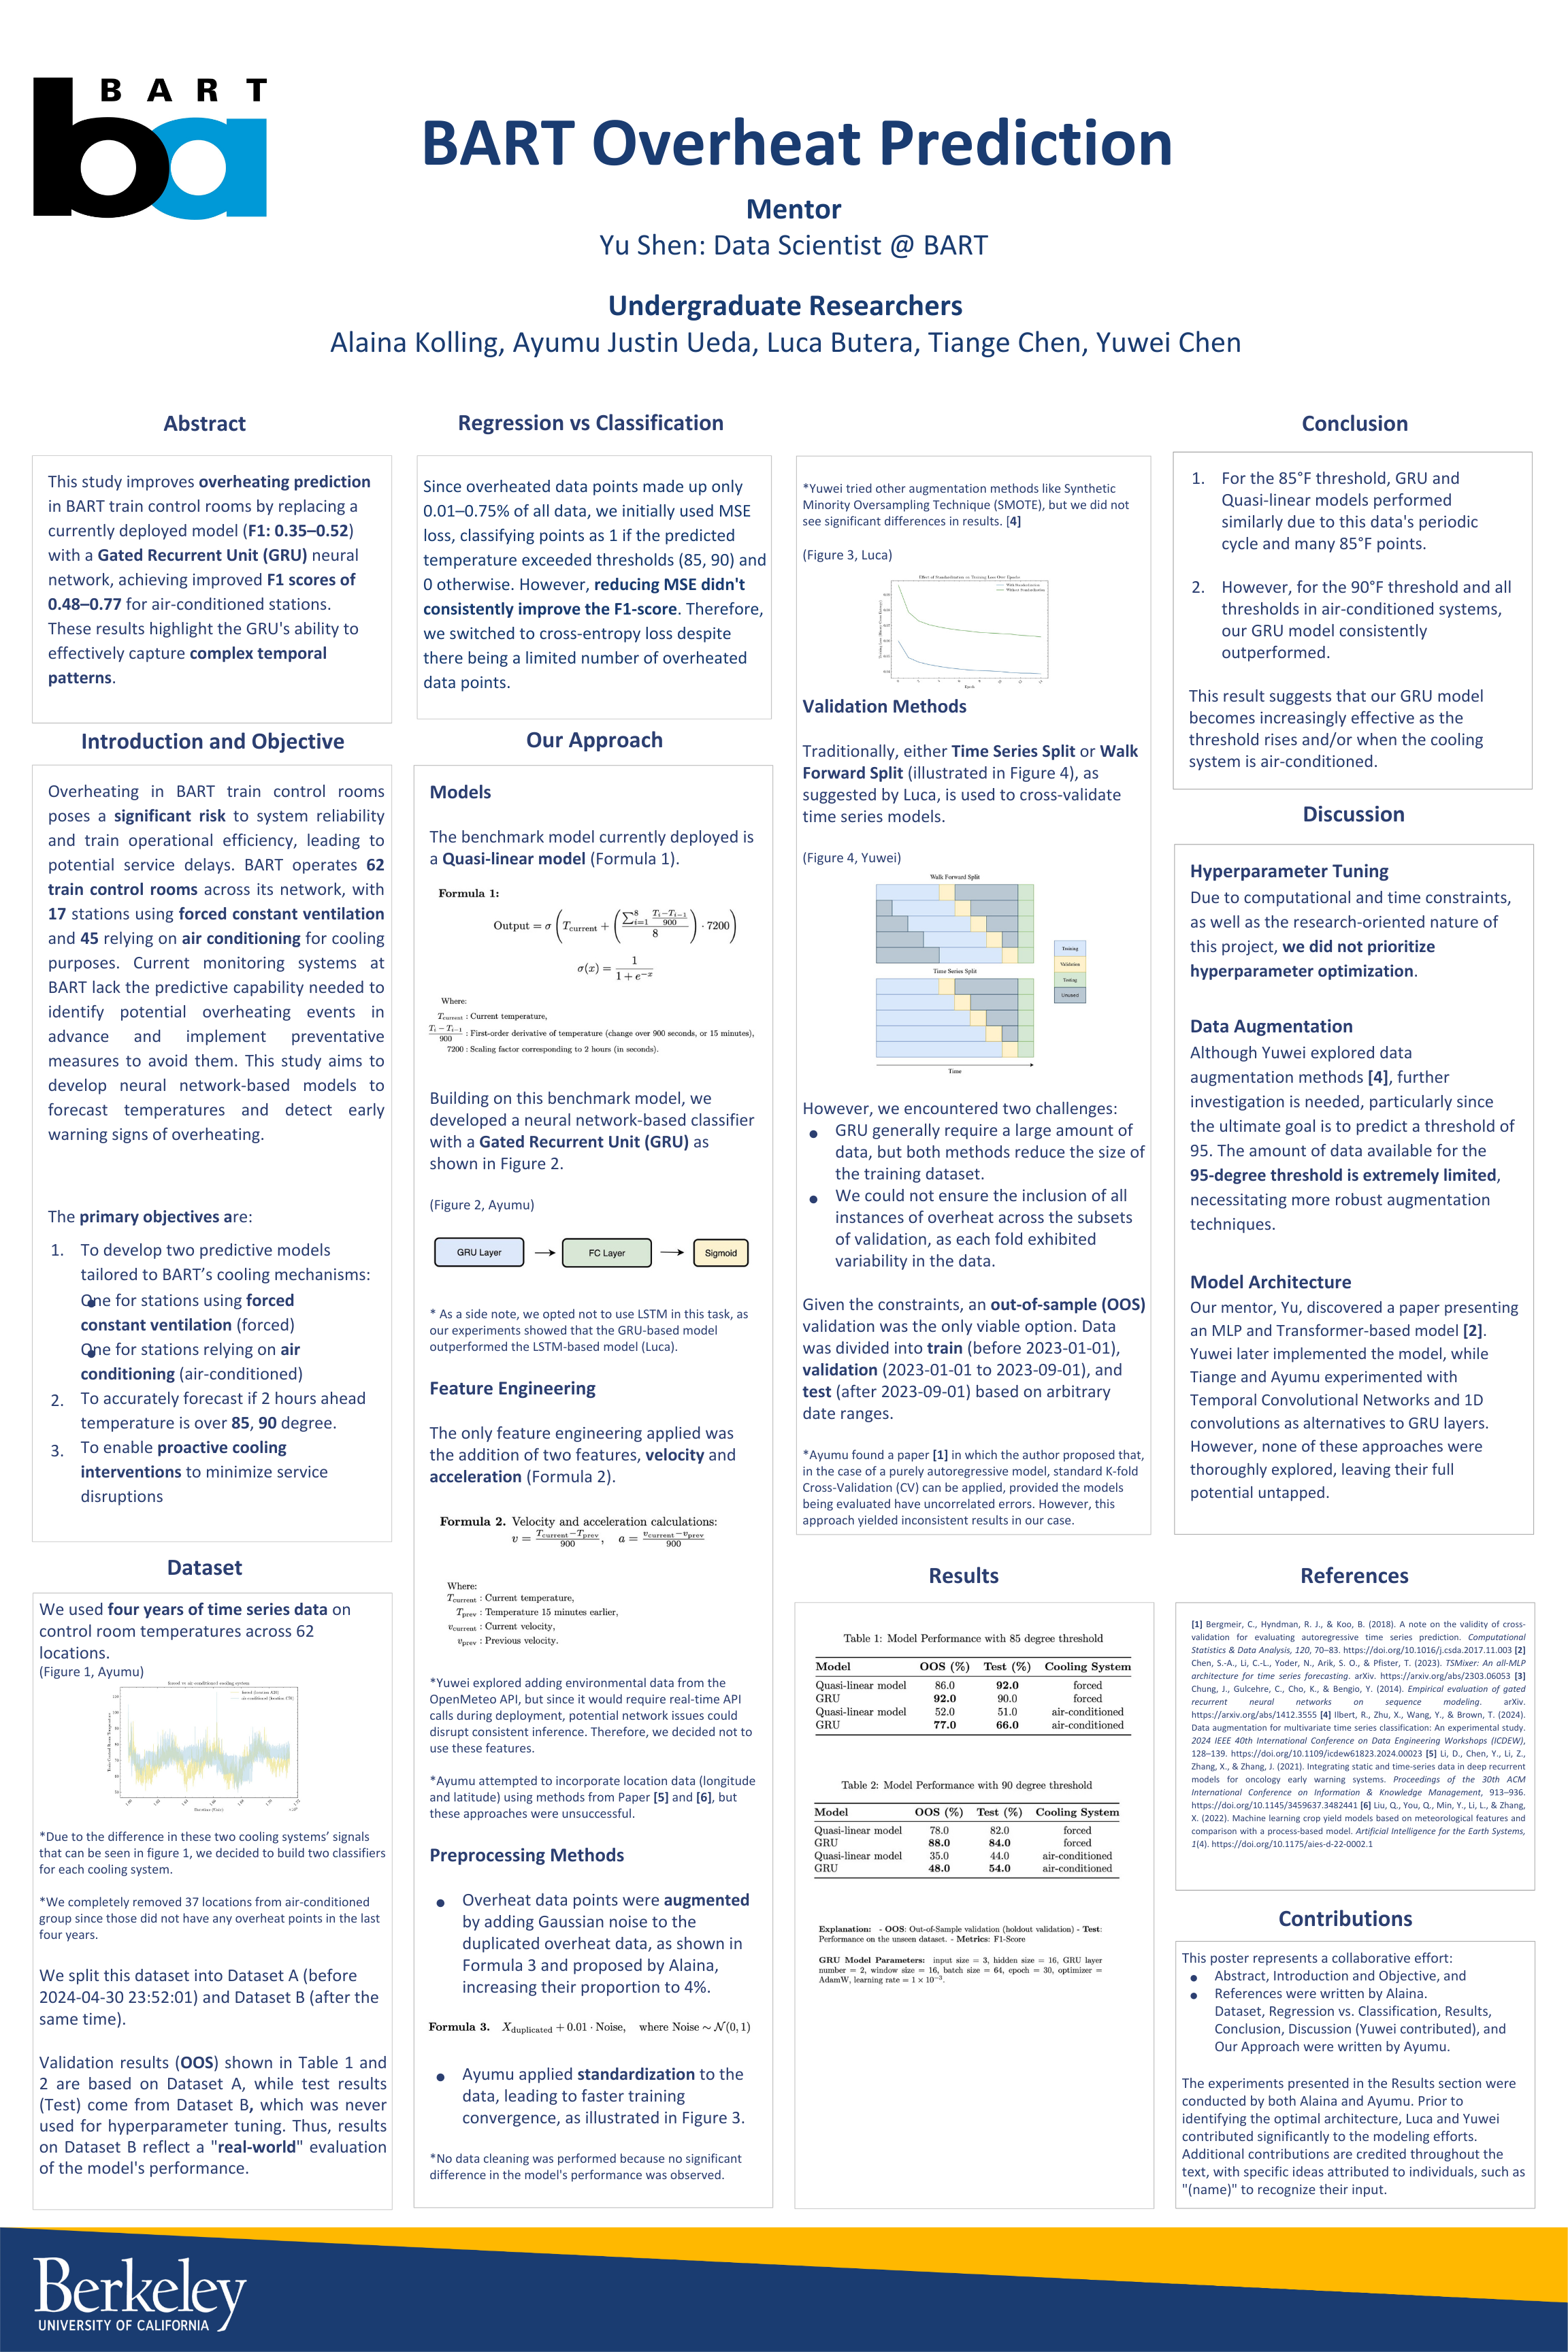 B A R T
ba
BART Overheat Prediction
Mentor
Yu Shen: Data Scientist @ BART
Undergraduate Researchers
Alaina Kolling, Ayumu Justin Ueda, Luca Butera, Tiange Chen, Yuwei Chen
Abstract
This study improves overheating prediction
in BART train control rooms by replacing a
currently deployed model (F1: 0.35–0.52)
with a Gated Recurrent Unit (GRU) neural
network, achieving improved F1 scores of
0.48–0.77 for air-conditioned stations.
These results highlight the GRU's ability to
effectively capture complex temporal
patterns.
Introduction and Objective
Overheating in BART train control rooms
poses a significant risk to system reliability
and train operational efficiency, leading to
potential service delays. BART operates 62
train control rooms across its network, with
17 stations using forced constant ventilation
and 45 relying on air conditioning for cooling
purposes. Current monitoring systems at
BART lack the predictive capability needed to
identify potential overheating events in
advance and implement preventative
measures to avoid them. This study aims to
develop neural network-based models to
forecast temperatures and detect early
warning signs of overheating.
The primary objectives are:
1. To develop two predictive models
tailored to BART's cooling mechanisms:
● One for stations using forced
constant ventilation (forced)
● One for stations relying on air
conditioning (air-conditioned)
2. To accurately forecast if 2 hours ahead
temperature is over 85, 90 degree.
3. To enable proactive cooling
interventions to minimize service
disruptions
Dataset
We used four years of time series data on
control room temperatures across 62
locations.
(Figure 1, Ayumu)
forced vs air-conditioned cooling system
*Due to the difference in these two cooling systems' signals
that can be seen in figure 1, we decided to build two classifiers
for each cooling system.
*We completely removed 37 locations from air-conditioned
group since those did not have any overheat points in the last
four years.
We split this dataset into Dataset A (before
2024-04-30 23:52:01) and Dataset B (after the
same time).
Validation results (OOS) shown in Table 1 and
2 are based on Dataset A, while test results
(Test) come from Dataset B, which was never
used for hyperparameter tuning. Thus, results
on Dataset B reflect a "real-world" evaluation
of the model's performance.
Regression vs Classification
Since overheated data points made up only
0.01–0.75% of all data, we initially used MSE
loss, classifying points as 1 if the predicted
temperature exceeded thresholds (85, 90) and
0 otherwise. However, reducing MSE didn't
consistently improve the F1-score. Therefore,
we switched to cross-entropy loss despite
there being a limited number of overheated
data points.
Our Approach
Models
The benchmark model currently deployed is
a Quasi-linear model (Formula 1).
Formula 1:
Output = σ ( T_current + ( (∑_{i=1}^{8} (T_i − T_{i−1})/900) / 8 ) · 7200 )
σ(x) = 1 / (1 + e^{−x})
Where:
T_current : Current temperature,
(T_i − T_{i−1})/900 : First-order derivative of temperature (change over 900 seconds, or 15 minutes),
7200 : Scaling factor corresponding to 2 hours (in seconds).
Building on this benchmark model, we
developed a neural network-based classifier
with a Gated Recurrent Unit (GRU) as
shown in Figure 2.
(Figure 2, Ayumu)
GRU Layer FC Layer Sigmoid
* As a side note, we opted not to use LSTM in this task, as
our experiments showed that the GRU-based model
outperformed the LSTM-based model (Luca).
Feature Engineering
The only feature engineering applied was
the addition of two features, velocity and
acceleration (Formula 2).
Formula 2. Velocity and acceleration calculations:
v = (T_current − T_prev)/900, a = (v_current − v_prev)/900
Where:
T_current : Current temperature,
T_prev : Temperature 15 minutes earlier,
v_current : Current velocity,
v_prev : Previous velocity.
*Yuwei explored adding environmental data from the
OpenMeteo API, but since it would require real-time API
calls during deployment, potential network issues could
disrupt consistent inference. Therefore, we decided not to
use these features.
*Ayumu attempted to incorporate location data (longitude
and latitude) using methods from Paper [5] and [6], but
these approaches were unsuccessful.
Preprocessing Methods
● Overheat data points were augmented
by adding Gaussian noise to the
duplicated overheat data, as shown in
Formula 3 and proposed by Alaina,
increasing their proportion to 4%.
Formula 3. X_duplicated + 0.01 · Noise, where Noise ∼ N(0, 1)
● Ayumu applied standardization to the
data, leading to faster training
convergence, as illustrated in Figure 3.
*No data cleaning was performed because no significant
difference in the model's performance was observed.
*Yuwei tried other augmentation methods like Synthetic
Minority Oversampling Technique (SMOTE), but we did not
see significant differences in results. [4]
(Figure 3, Luca)
Effect of Standardization on Training Loss Over Epochs
With Standardization
Without Standardization
Epoch
Validation Methods
Traditionally, either Time Series Split or Walk
Forward Split (illustrated in Figure 4), as
suggested by Luca, is used to cross-validate
time series models.
(Figure 4, Yuwei)
Walk Forward Split
Time Series Split
Training
Validation
Testing
Unused
Time
However, we encountered two challenges:
● GRU generally require a large amount of
data, but both methods reduce the size of
the training dataset.
● We could not ensure the inclusion of all
instances of overheat across the subsets
of validation, as each fold exhibited
variability in the data.
Given the constraints, an out-of-sample (OOS)
validation was the only viable option. Data
was divided into train (before 2023-01-01),
validation (2023-01-01 to 2023-09-01), and
test (after 2023-09-01) based on arbitrary
date ranges.
*Ayumu found a paper [1] in which the author proposed that,
in the case of a purely autoregressive model, standard K-fold
Cross-Validation (CV) can be applied, provided the models
being evaluated have uncorrelated errors. However, this
approach yielded inconsistent results in our case.
Results
Table 1: Model Performance with 85 degree threshold
Model OOS (%) Test (%) Cooling System
Quasi-linear model 86.0 92.0 forced
GRU 92.0 90.0 forced
Quasi-linear model 52.0 51.0 air-conditioned
GRU 77.0 66.0 air-conditioned
Table 2: Model Performance with 90 degree threshold
Model OOS (%) Test (%) Cooling System
Quasi-linear model 78.0 82.0 forced
GRU 88.0 84.0 forced
Quasi-linear model 35.0 44.0 air-conditioned
GRU 48.0 54.0 air-conditioned
Explanation: - OOS: Out-of-Sample validation (holdout validation) - Test:
Performance on the unseen dataset. - Metrics: F1-Score
GRU Model Parameters: input size = 3, hidden size = 16, GRU layer
number = 2, window size = 16, batch size = 64, epoch = 30, optimizer =
AdamW, learning rate = 1 × 10⁻³.
Conclusion
1. For the 85°F threshold, GRU and
Quasi-linear models performed
similarly due to this data's periodic
cycle and many 85°F points.
2. However, for the 90°F threshold and all
thresholds in air-conditioned systems,
our GRU model consistently
outperformed.
This result suggests that our GRU model
becomes increasingly effective as the
threshold rises and/or when the cooling
system is air-conditioned.
Discussion
Hyperparameter Tuning
Due to computational and time constraints,
as well as the research-oriented nature of
this project, we did not prioritize
hyperparameter optimization.
Data Augmentation
Although Yuwei explored data
augmentation methods [4], further
investigation is needed, particularly since
the ultimate goal is to predict a threshold of
95. The amount of data available for the
95-degree threshold is extremely limited,
necessitating more robust augmentation
techniques.
Model Architecture
Our mentor, Yu, discovered a paper presenting
an MLP and Transformer-based model [2].
Yuwei later implemented the model, while
Tiange and Ayumu experimented with
Temporal Convolutional Networks and 1D
convolutions as alternatives to GRU layers.
However, none of these approaches were
thoroughly explored, leaving their full
potential untapped.
References
[1] Bergmeir, C., Hyndman, R. J., & Koo, B. (2018). A note on the validity of cross-
validation for evaluating autoregressive time series prediction. Computational
Statistics & Data Analysis, 120, 70–83. https://doi.org/10.1016/j.csda.2017.11.003 [2]
Chen, S.-A., Li, C.-L., Yoder, N., Arik, S. O., & Pfister, T. (2023). TSMixer: An all-MLP
architecture for time series forecasting. arXiv. https://arxiv.org/abs/2303.06053 [3]
Chung, J., Gulcehre, C., Cho, K., & Bengio, Y. (2014). Empirical evaluation of gated
recurrent neural networks on sequence modeling. arXiv.
https://arxiv.org/abs/1412.3555 [4] Ilbert, R., Zhu, X., Wang, Y., & Brown, T. (2024).
Data augmentation for multivariate time series classification: An experimental study.
2024 IEEE 40th International Conference on Data Engineering Workshops (ICDEW),
128–139. https://doi.org/10.1109/icdew61823.2024.00023 [5] Li, D., Chen, Y., Li, Z.,
Zhang, X., & Zhang, J. (2021). Integrating static and time-series data in deep recurrent
models for oncology early warning systems. Proceedings of the 30th ACM
International Conference on Information & Knowledge Management, 913–936.
https://doi.org/10.1145/3459637.3482441 [6] Liu, Q., You, Q., Min, Y., Li, L., & Zhang,
X. (2022). Machine learning crop yield models based on meteorological features and
comparison with a process-based model. Artificial Intelligence for the Earth Systems,
1(4). https://doi.org/10.1175/aies-d-22-0002.1
Contributions
This poster represents a collaborative effort:
● Abstract, Introduction and Objective, and
● References were written by Alaina.
Dataset, Regression vs. Classification, Results,
Conclusion, Discussion (Yuwei contributed), and
Our Approach were written by Ayumu.
The experiments presented in the Results section were
conducted by both Alaina and Ayumu. Prior to
identifying the optimal architecture, Luca and Yuwei
contributed significantly to the modeling efforts.
Additional contributions are credited throughout the
text, with specific ideas attributed to individuals, such as
"(name)" to recognize their input.
Berkeley
UNIVERSITY OF CALIFORNIA